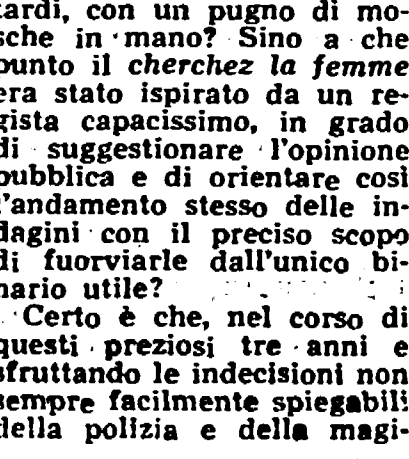 tardi, con un pugno di mo-
sche in mano? Sino a che
punto il cherchez la femme
era stato ispirato da un re-
gista capacissimo, in grado
di suggestionare l'opinione
pubblica e di orientare così
l'andamento stesso delle in-
dagini con il preciso scopo
di fuorviarle dall'unico bi-
nario utile?
Certo è che, nel corso di
questi preziosi tre anni e
sfruttando le indecisioni non
sempre facilmente spiegabili
della polizia e della magi-